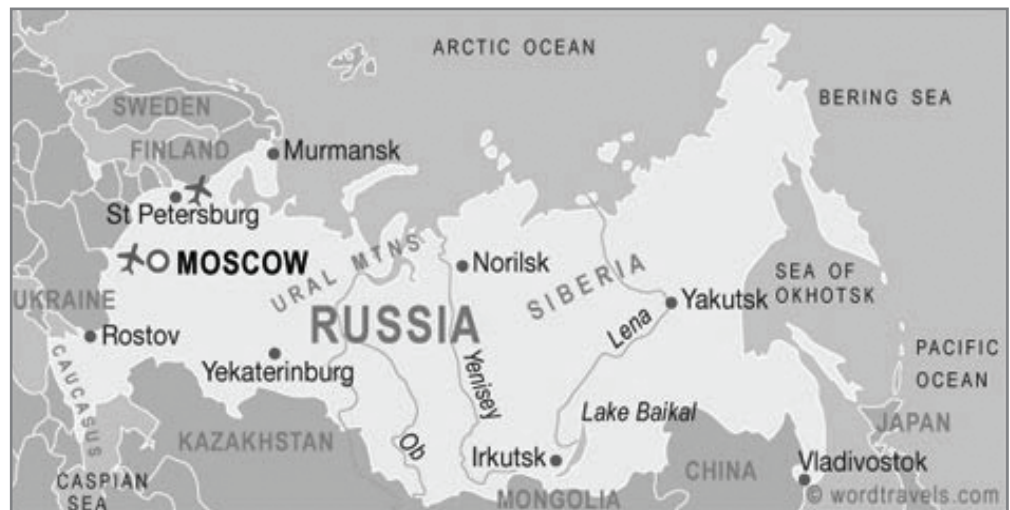 ARCTIC OCEAN
BERING SEA
SWEDEN
FINLAND
Murmansk
St Petersburg
MOSCOW
URAL MTNS
Norilsk
SIBERIA
SEA OF
OKHOTSK
UKRAINE
RUSSIA
Yakutsk
Rostov
Lena
CAUCASUS
Yekaterinburg
Yenisey
PACIFIC
OCEAN
Lake Baikal
JAPAN
KAZAKHSTAN
Ob
Irkutsk
CHINA
Vladivostok
CASPIAN
SEA
MONGOLIA
© wordtravels.com